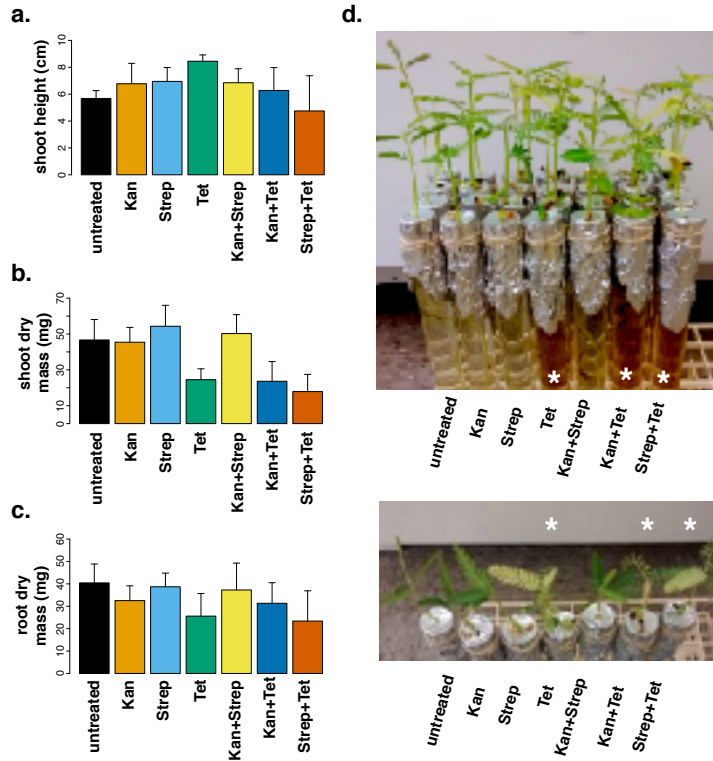 a.
shoot height (cm)
0 2 4 6 8 10
untreated
Kan
Strep
Tet
Kan+Strep
Kan+Tet
Strep+Tet
b.
shoot dry
mass (mg)
0 10 30 50 70
untreated
Kan
Strep
Tet
Kan+Strep
Kan+Tet
Strep+Tet
c.
root dry
mass (mg)
0 10 20 30 40 50 60
untreated
Kan
Strep
Tet
Kan+Strep
Kan+Tet
Strep+Tet
d.
* * *
untreated
Kan
Strep
Tet
Kan+Strep
Kan+Tet
Strep+Tet
* * *
untreated
Kan
Strep
Tet
Kan+Strep
Kan+Tet
Strep+Tet